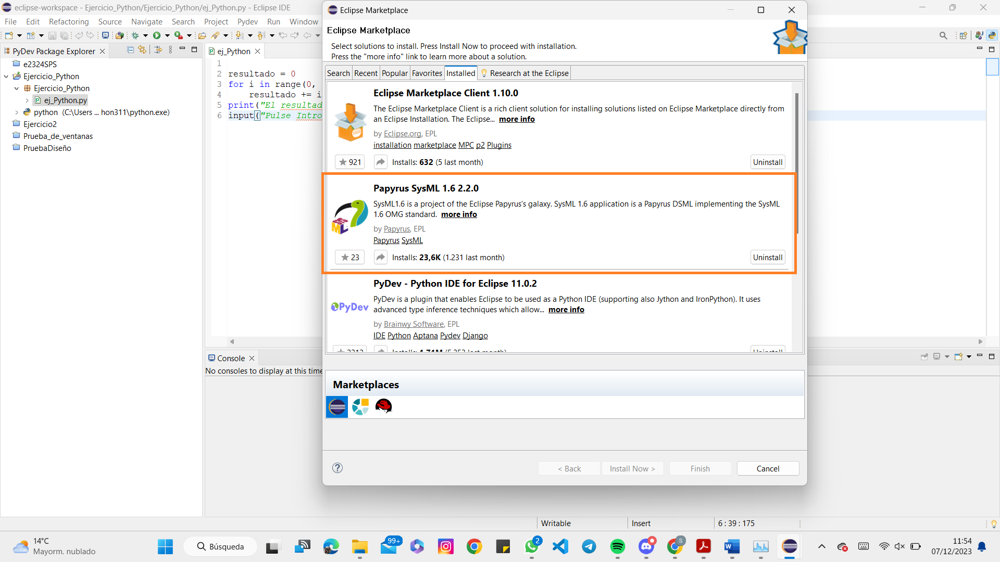 eclipse-workspace - Ejercicio_Python/Ejercicio_Python/ej_Python.py - Eclipse IDE
File Edit Refactoring Source Navigate Search Project Pydev Run Window
PyDev Package Explorer
e2324SPS
Ejercicio_Python
Ejercicio_Python
ej_Python.py
python (C:\Users ... hon311\python.exe)
Ejercicio2
Prueba_de_ventanas
PruebaDiseño
ej_Python
1
2 resultado = 0
3 for i in range(0,
4 resultado += i
5 print("El resultad
6 input("Pulse Intro
Console
No consoles to display at this time
Eclipse Marketplace
Eclipse Marketplace
Select solutions to install. Press Install Now to proceed with installation.
Press the "more info" link to learn more about a solution.
Search Recent Popular Favorites Installed Research at the Eclipse
Eclipse Marketplace Client 1.10.0
The Eclipse Marketplace Client is a rich client solution for installing solutions listed on Eclipse Marketplace directly from
an Eclipse Installation. The Eclipse... more info
by Eclipse.org, EPL
installation marketplace MPC p2 Plugins
921 Installs: 632 (5 last month) Uninstall
Papyrus SysML 1.6 2.2.0
SysML1.6 is a project of the Eclipse Papyrus's galaxy. SysML 1.6 application is a Papyrus DSML implementing the SysML
1.6 OMG standard. more info
by Papyrus, EPL
Papyrus SysML
23 Installs: 23,6K (1.231 last month) Uninstall
PyDev - Python IDE for Eclipse 11.0.2
PyDev
PyDev is a plugin that enables Eclipse to be used as a Python IDE (supporting also Jython and IronPython). It uses
advanced type inference techniques which allow... more info
by Brainwy Software, EPL
IDE Python Aptana Pydev Django
Marketplaces
< Back Install Now > Finish Cancel
Writable Insert 6 : 39 : 175
14°C
Mayorm. nublado
Búsqueda
99+
2
S
11:54
07/12/2023